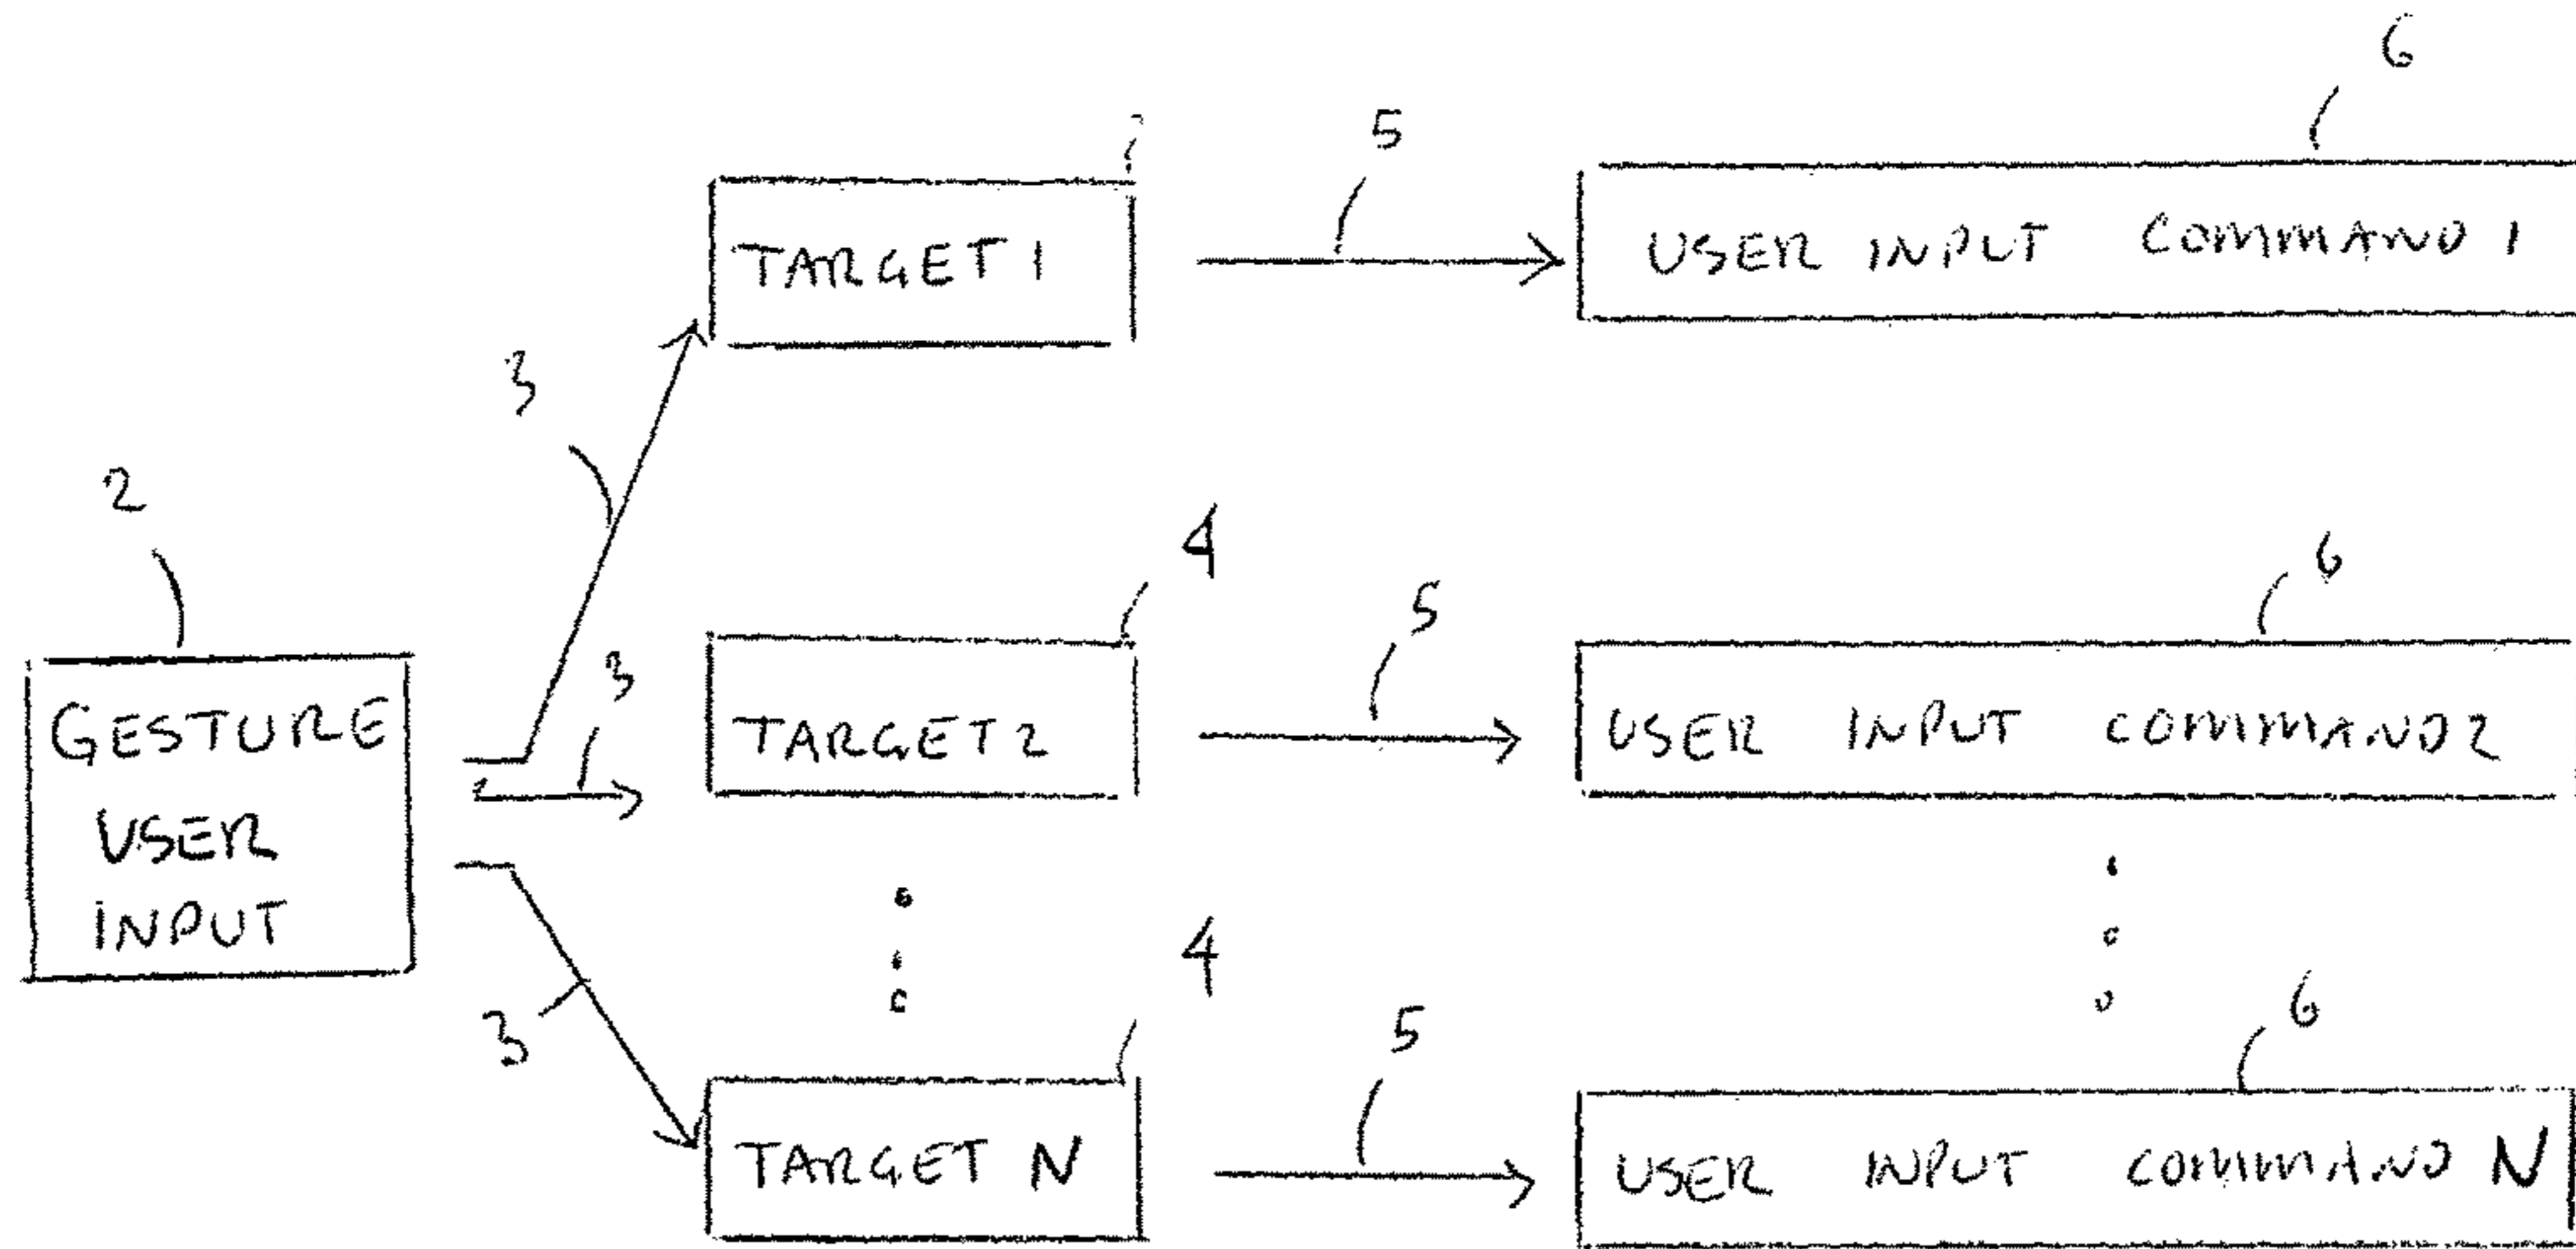 6
5
TARGET 1
USER INPUT COMMAND 1
3
2
4
6
5
3
GESTURE
USER
INPUT
TARGET 2
USER INPUT COMMAND 2
4
6
3
5
TARGET N
USER INPUT COMMAND N